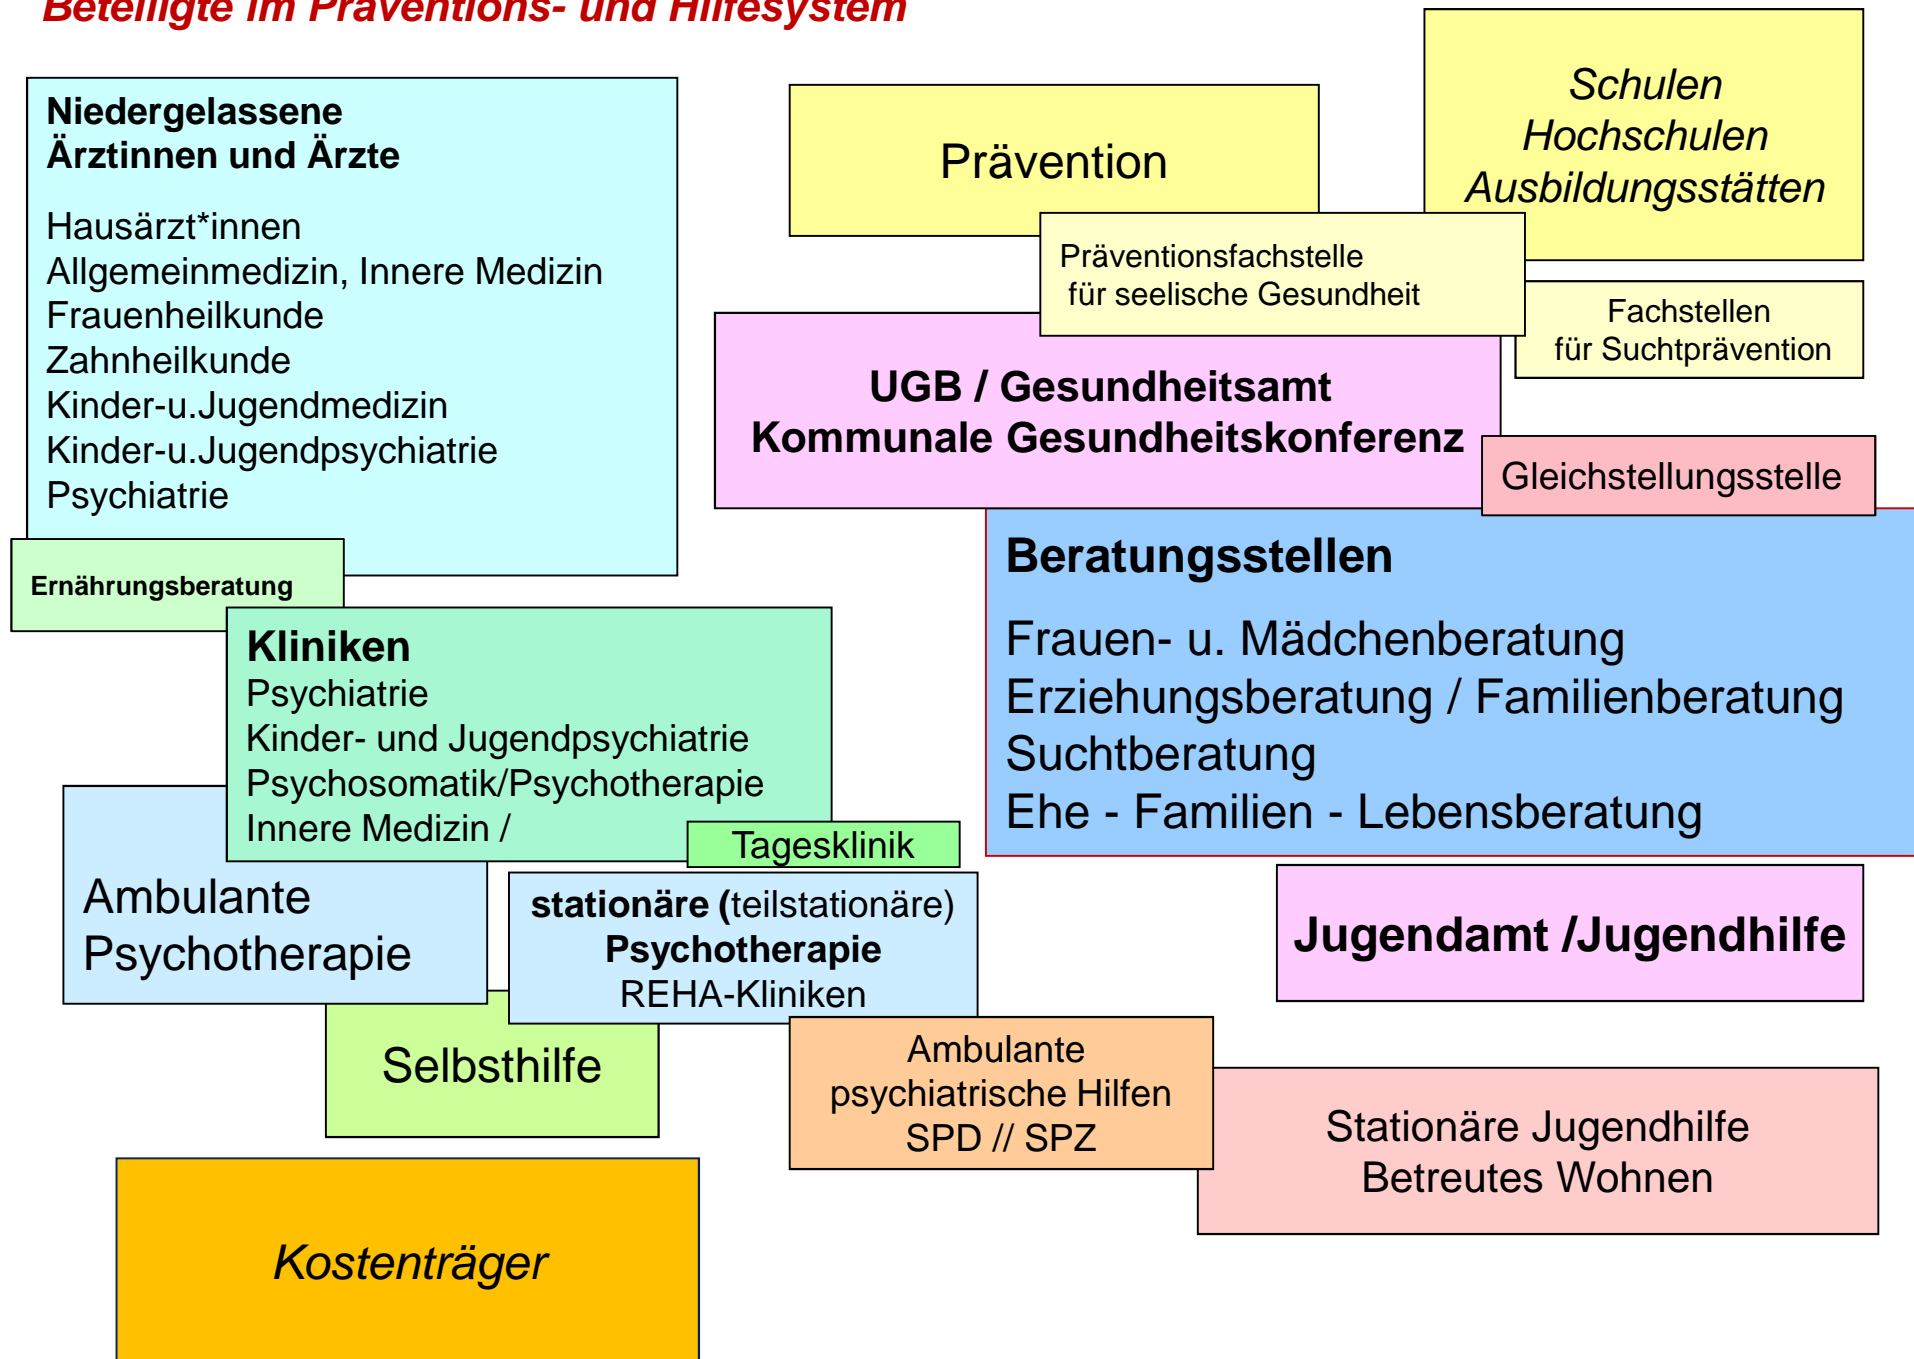 Beteiligte im Präventions- und Hilfesystem
Niedergelassene
Ärztinnen und Ärzte
Hausärzt*innen
Allgemeinmedizin, Innere Medizin
Frauenheilkunde
Zahnheilkunde
Kinder-u.Jugendmedizin
Kinder-u.Jugendpsychiatrie
Psychiatrie
Prävention
Schulen
Hochschulen
Ausbildungsstätten
Präventionsfachstelle
für seelische Gesundheit
Fachstellen
für Suchtprävention
UGB / Gesundheitsamt
Kommunale Gesundheitskonferenz
Gleichstellungsstelle
Ernährungsberatung
Beratungsstellen
Frauen- u. Mädchenberatung
Erziehungsberatung / Familienberatung
Suchtberatung
Ehe - Familien - Lebensberatung
Kliniken
Psychiatrie
Kinder- und Jugendpsychiatrie
Psychosomatik/Psychotherapie
Innere Medizin /
Tagesklinik
Ambulante
Psychotherapie
stationäre (teilstationäre)
Psychotherapie
REHA-Kliniken
Jugendamt /Jugendhilfe
Selbsthilfe
Ambulante
psychiatrische Hilfen
SPD // SPZ
Stationäre Jugendhilfe
Betreutes Wohnen
Kostenträger